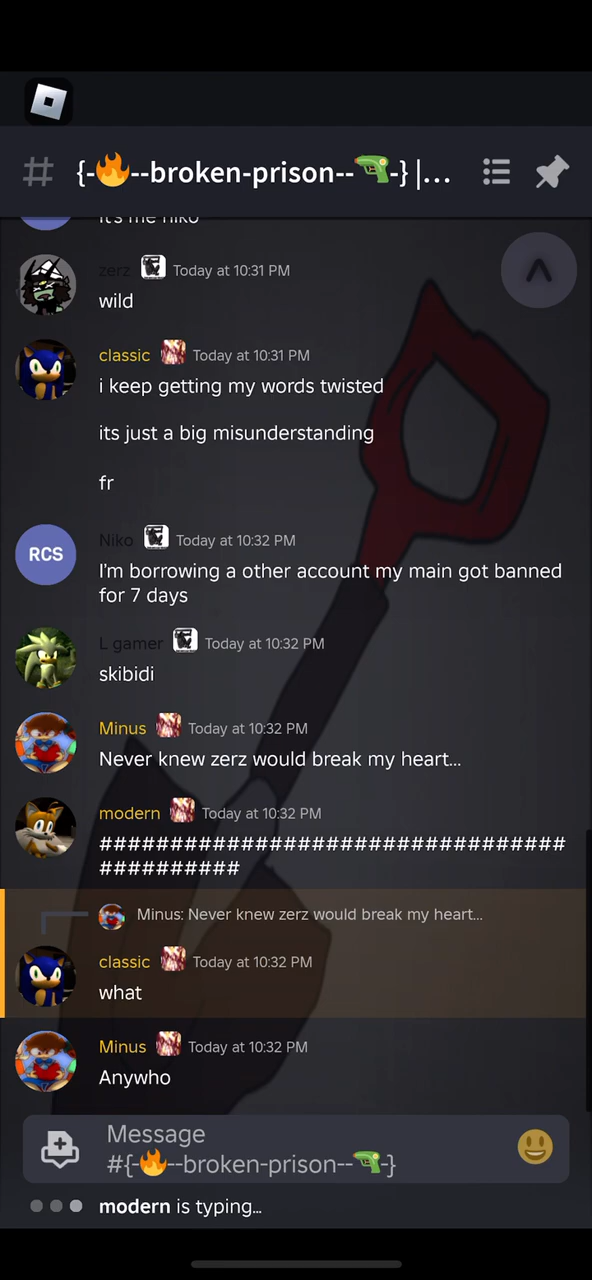 # {-🔥--broken-prison--🔫-} |...
It's me niko
zerz Today at 10:31 PM
wild
classic Today at 10:31 PM
i keep getting my words twisted
its just a big misunderstanding
fr
RCS
Niko Today at 10:32 PM
I'm borrowing a other account my main got banned
for 7 days
L gamer Today at 10:32 PM
skibidi
Minus Today at 10:32 PM
Never knew zerz would break my heart...
modern Today at 10:32 PM
#################################
############
Minus: Never knew zerz would break my heart...
classic Today at 10:32 PM
what
Minus Today at 10:32 PM
Anywho
Message
#{-🔥--broken-prison--🔫-}
modern is typing...